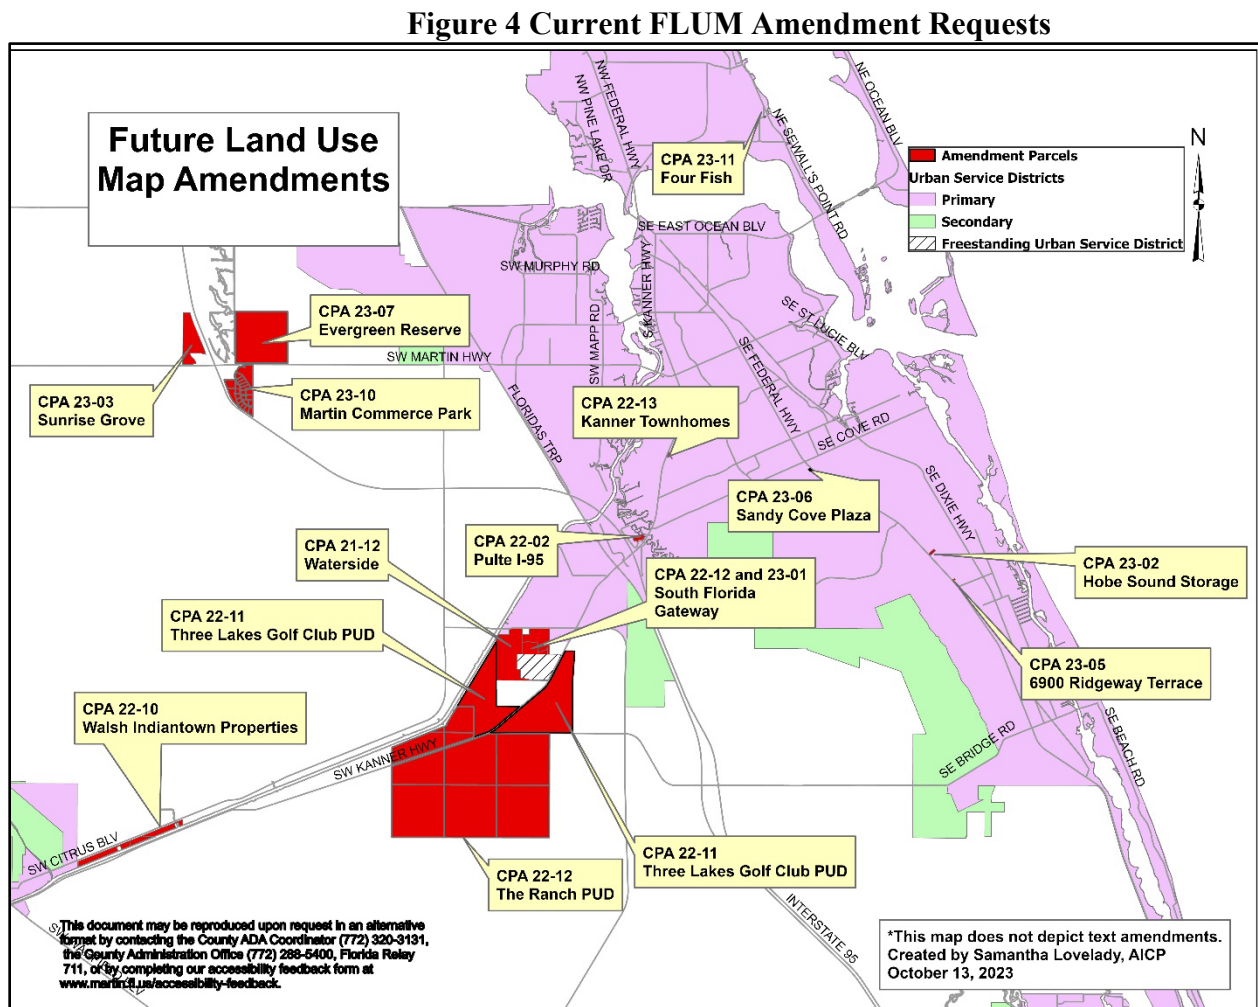 Figure 4 Current FLUM Amendment Requests
Future Land Use
Map Amendments
NW FEDERAL HWY
NW PINE LAKE DR
NE OCEAN BLV
NE SEWALL'S POINT RD
CPA 23-11
Four Fish
N
Amendment Parcels
Urban Service Districts
Primary
Secondary
Freestanding Urban Service District
SE EAST OCEAN BLV
SW MURPHY RD
S KANNER HWY
SW MAPP RD
SE ST LUCIE BLV
CPA 23-07
Evergreen Reserve
SW MARTIN HWY
SE FEDERAL HWY
CPA 23-03
Sunrise Grove
CPA 23-10
Martin Commerce Park
FLORIDAS TRP
CPA 22-13
Kanner Townhomes
SE COVE RD
CPA 23-06
Sandy Cove Plaza
SE DIXIE HWY
CPA 21-12
Waterside
CPA 22-02
Pulte I-95
CPA 22-12 and 23-01
South Florida
Gateway
CPA 23-02
Hobe Sound Storage
CPA 22-11
Three Lakes Golf Club PUD
CPA 23-05
6900 Ridgeway Terrace
CPA 22-10
Walsh Indiantown Properties
SW KANNER HWY
SE BRIDGE RD
SE BEACH RD
SW CITRUS BLV
CPA 22-12
The Ranch PUD
CPA 22-11
Three Lakes Golf Club PUD
INTERSTATE 95
This document may be reproduced upon request in an alternative
format by contacting the County ADA Coordinator (772) 320-3131,
the County Administration Office (772) 288-5400, Florida Relay
711, or by completing our accessibility feedback form at
www.martin.fl.us/accessibility-feedback.
*This map does not depict text amendments.
Created by Samantha Lovelady, AICP
October 13, 2023